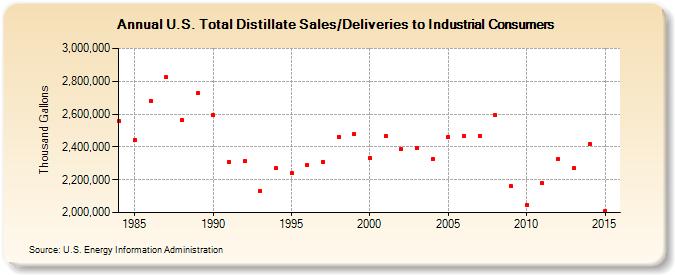 Annual U.S. Total Distillate Sales/Deliveries to Industrial Consumers
Thousand Gallons
3,000,000
2,800,000
2,600,000
2,400,000
2,200,000
2,000,000
1985 1990 1995 2000 2005 2010 2015
Source: U.S. Energy Information Administration